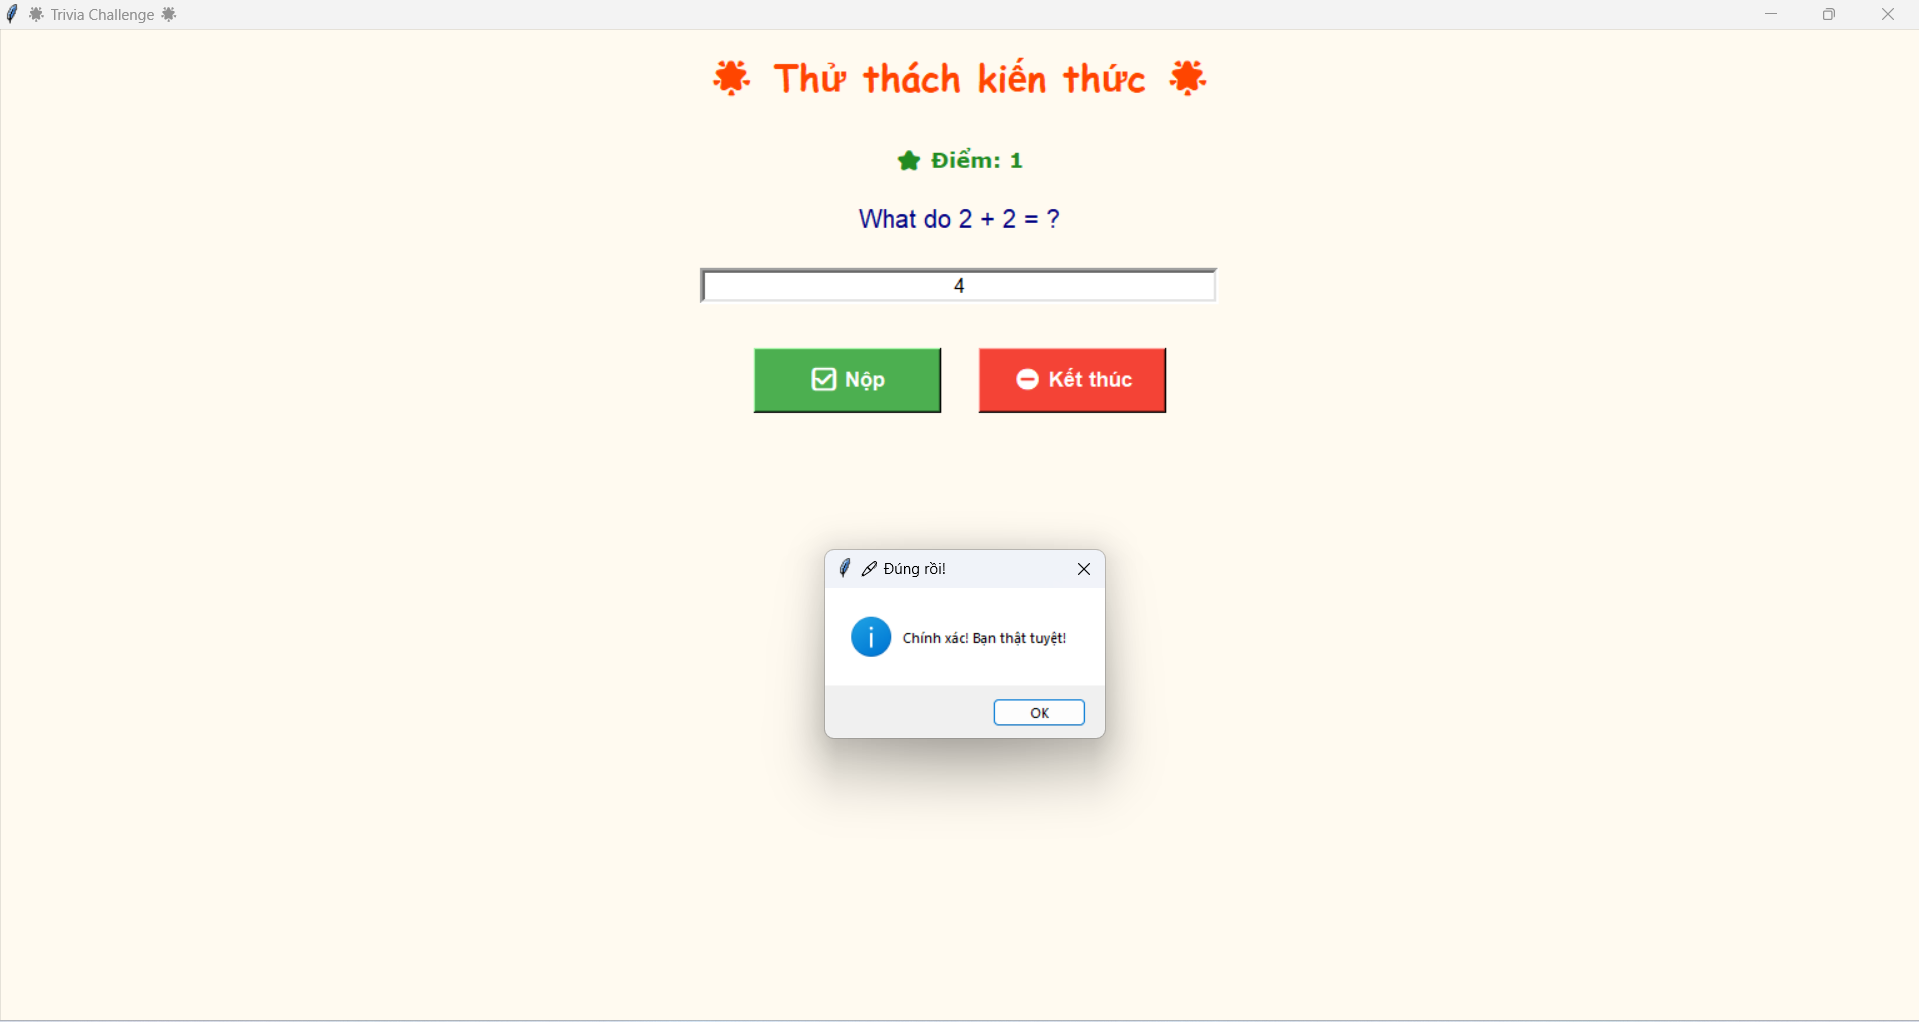 Trivia Challenge
Thử thách kiến thức
Điểm: 1
What do 2 + 2 = ?
4
Nộp
Kết thúc
Đúng rồi!
Chính xác! Bạn thật tuyệt!
OK